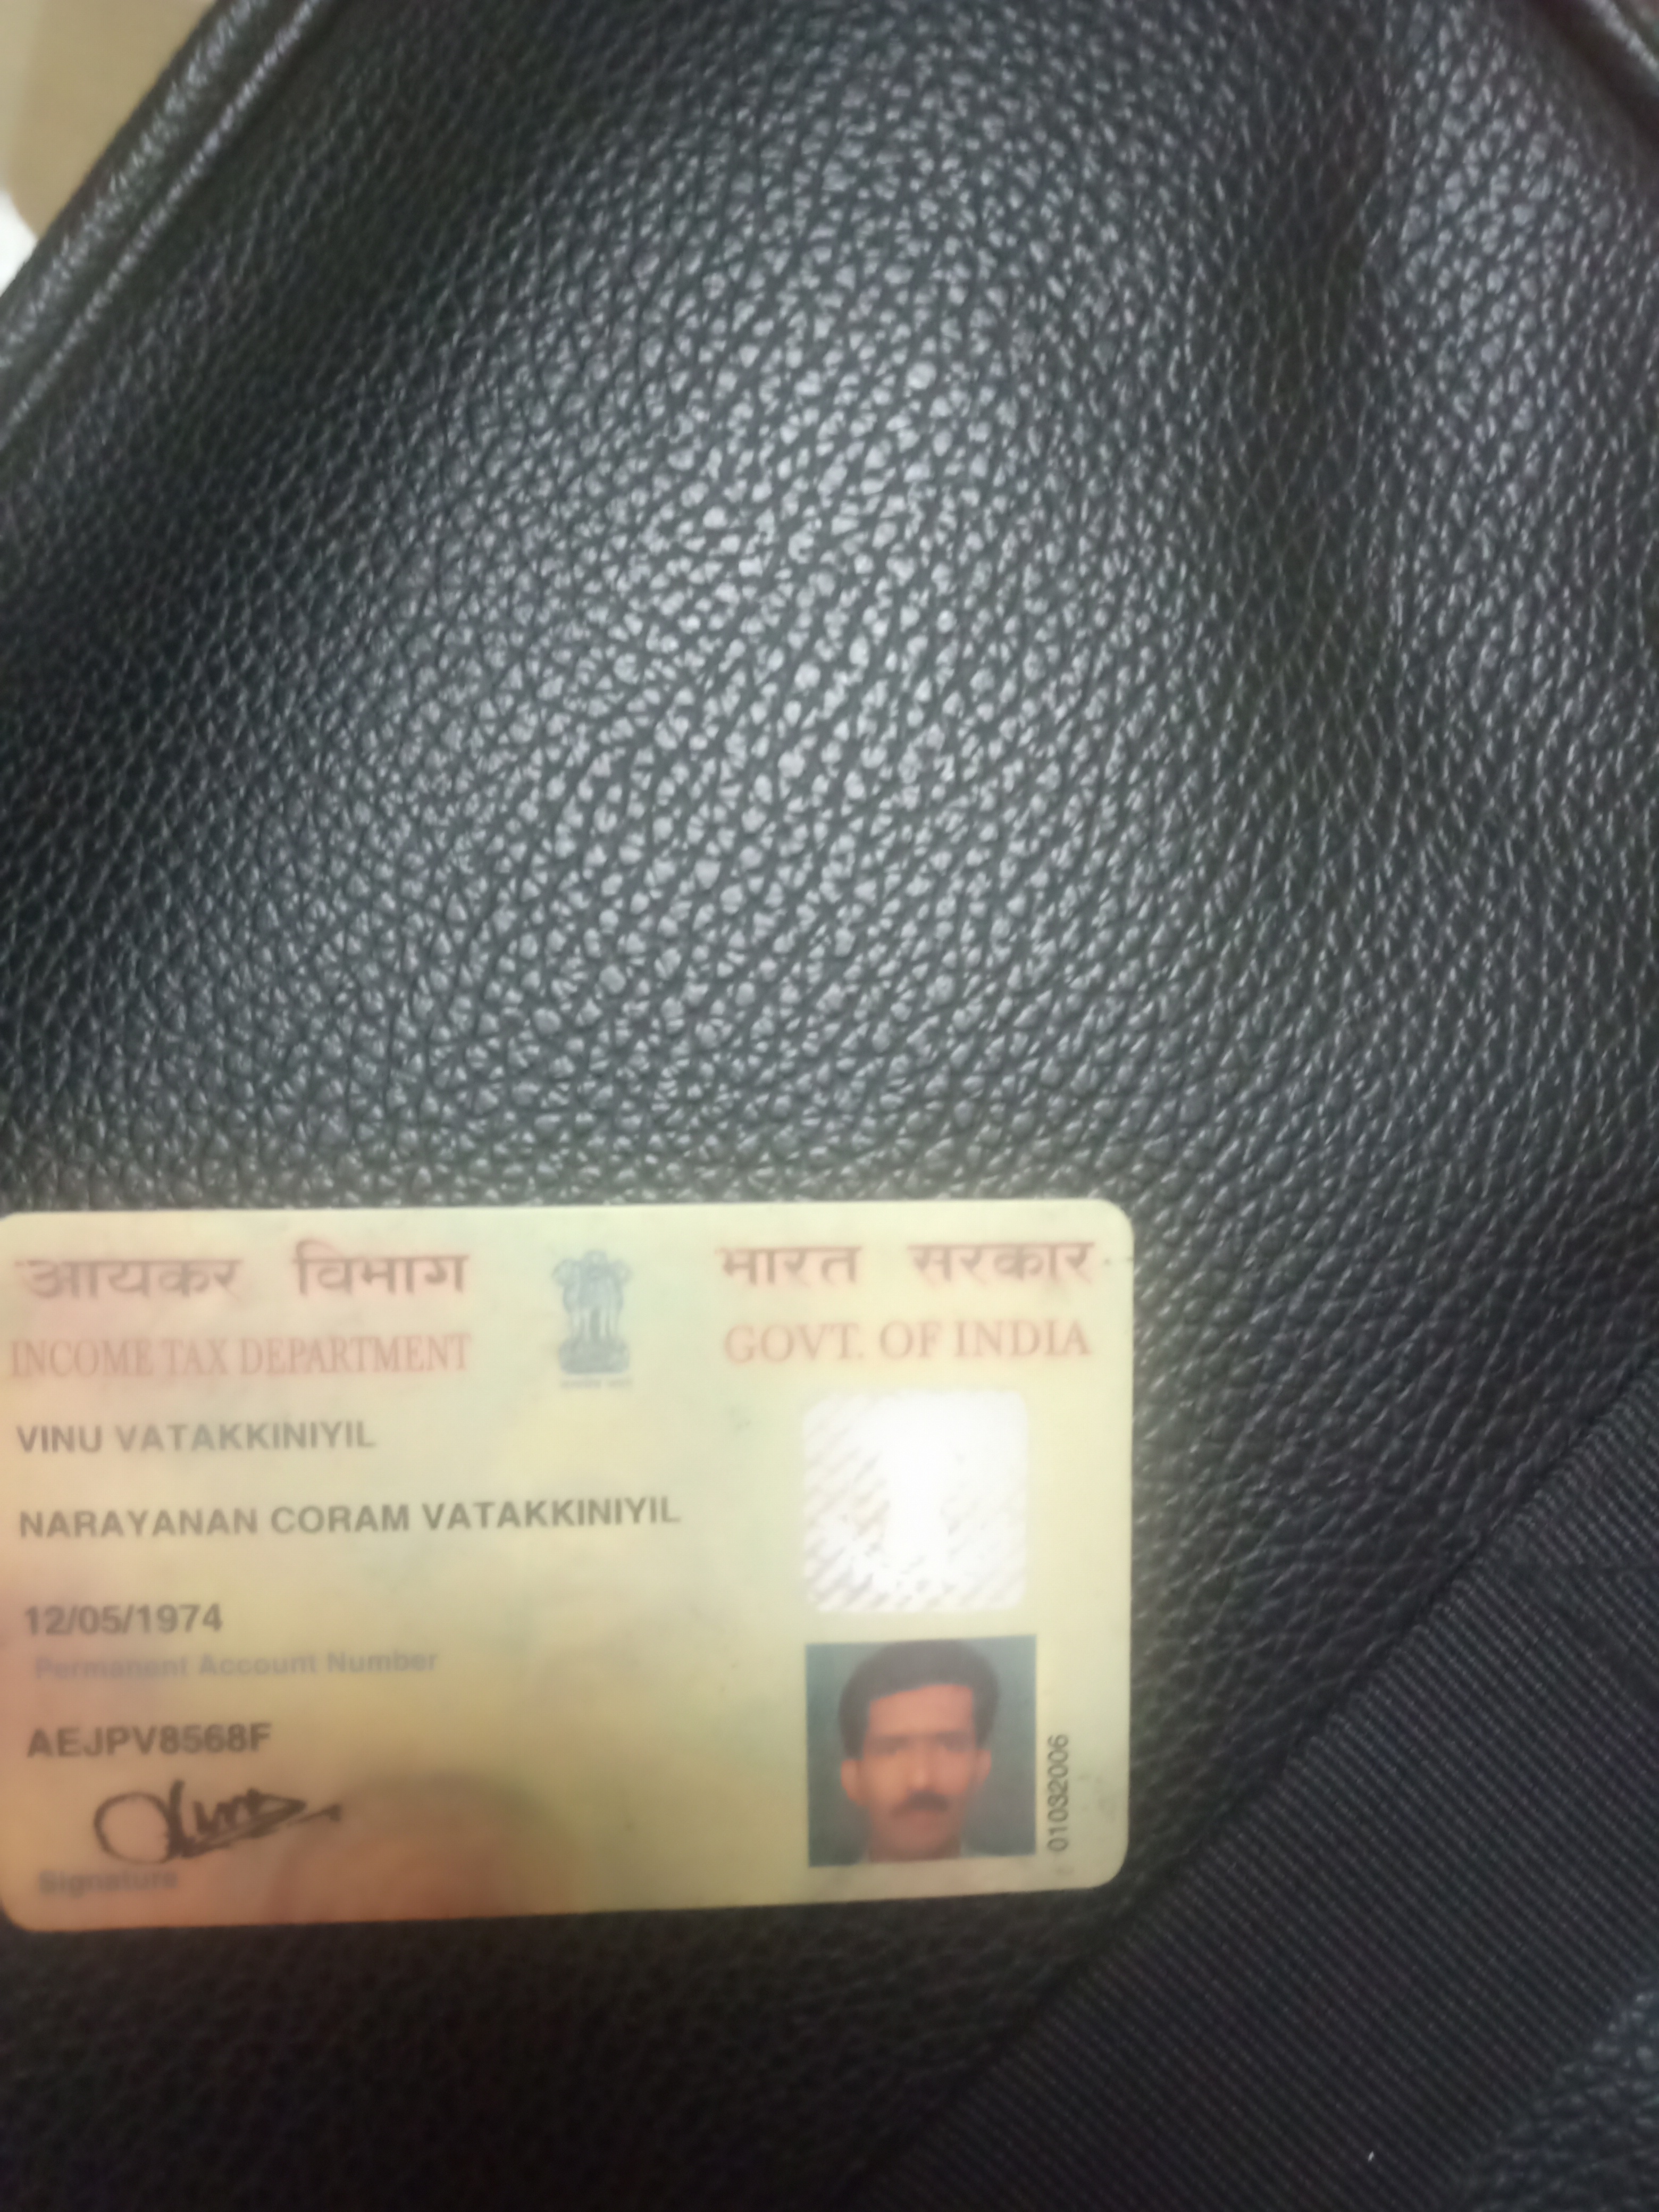 आयकर विभाग
INCOME TAX DEPARTMENT
भारत सरकार
GOVT. OF INDIA
VINU VATAKKINIYIL
NARAYANAN CORAM VATAKKINIYIL
12/05/1974
Permanent Account Number
AEJPV8568F
Signature
01032006